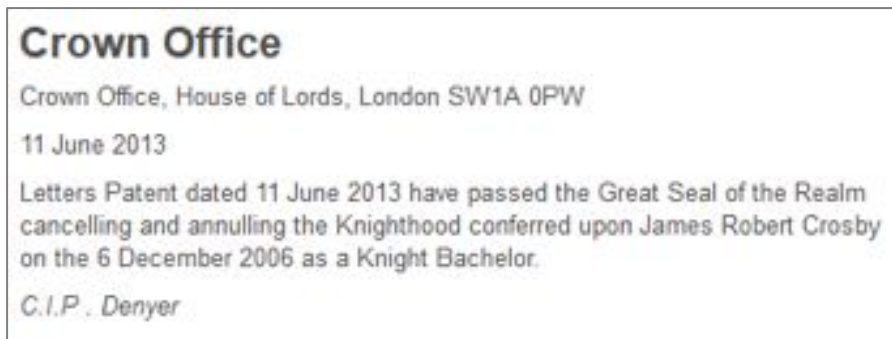 Crown Office
Crown Office, House of Lords, London SW1A 0PW
11 June 2013
Letters Patent dated 11 June 2013 have passed the Great Seal of the Realm
cancelling and annulling the Knighthood conferred upon James Robert Crosby
on the 6 December 2006 as a Knight Bachelor.
C.I.P . Denyer